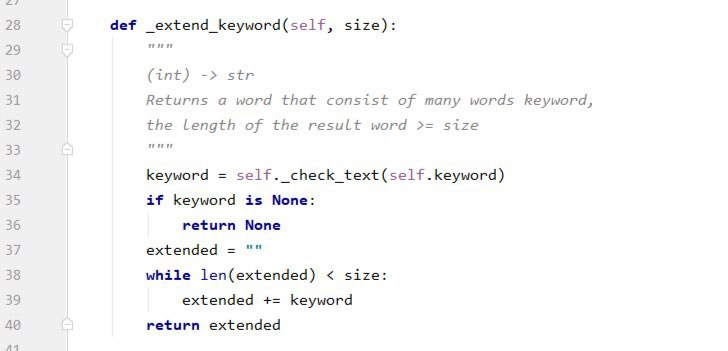 28 def _extend_keyword(self, size):
29 """
30 (int) -> str
31 Returns a word that consist of many words keyword,
32 the length of the result word >= size
33 """
34 keyword = self._check_text(self.keyword)
35 if keyword is None:
36 return None
37 extended = ""
38 while len(extended) < size:
39 extended += keyword
40 return extended